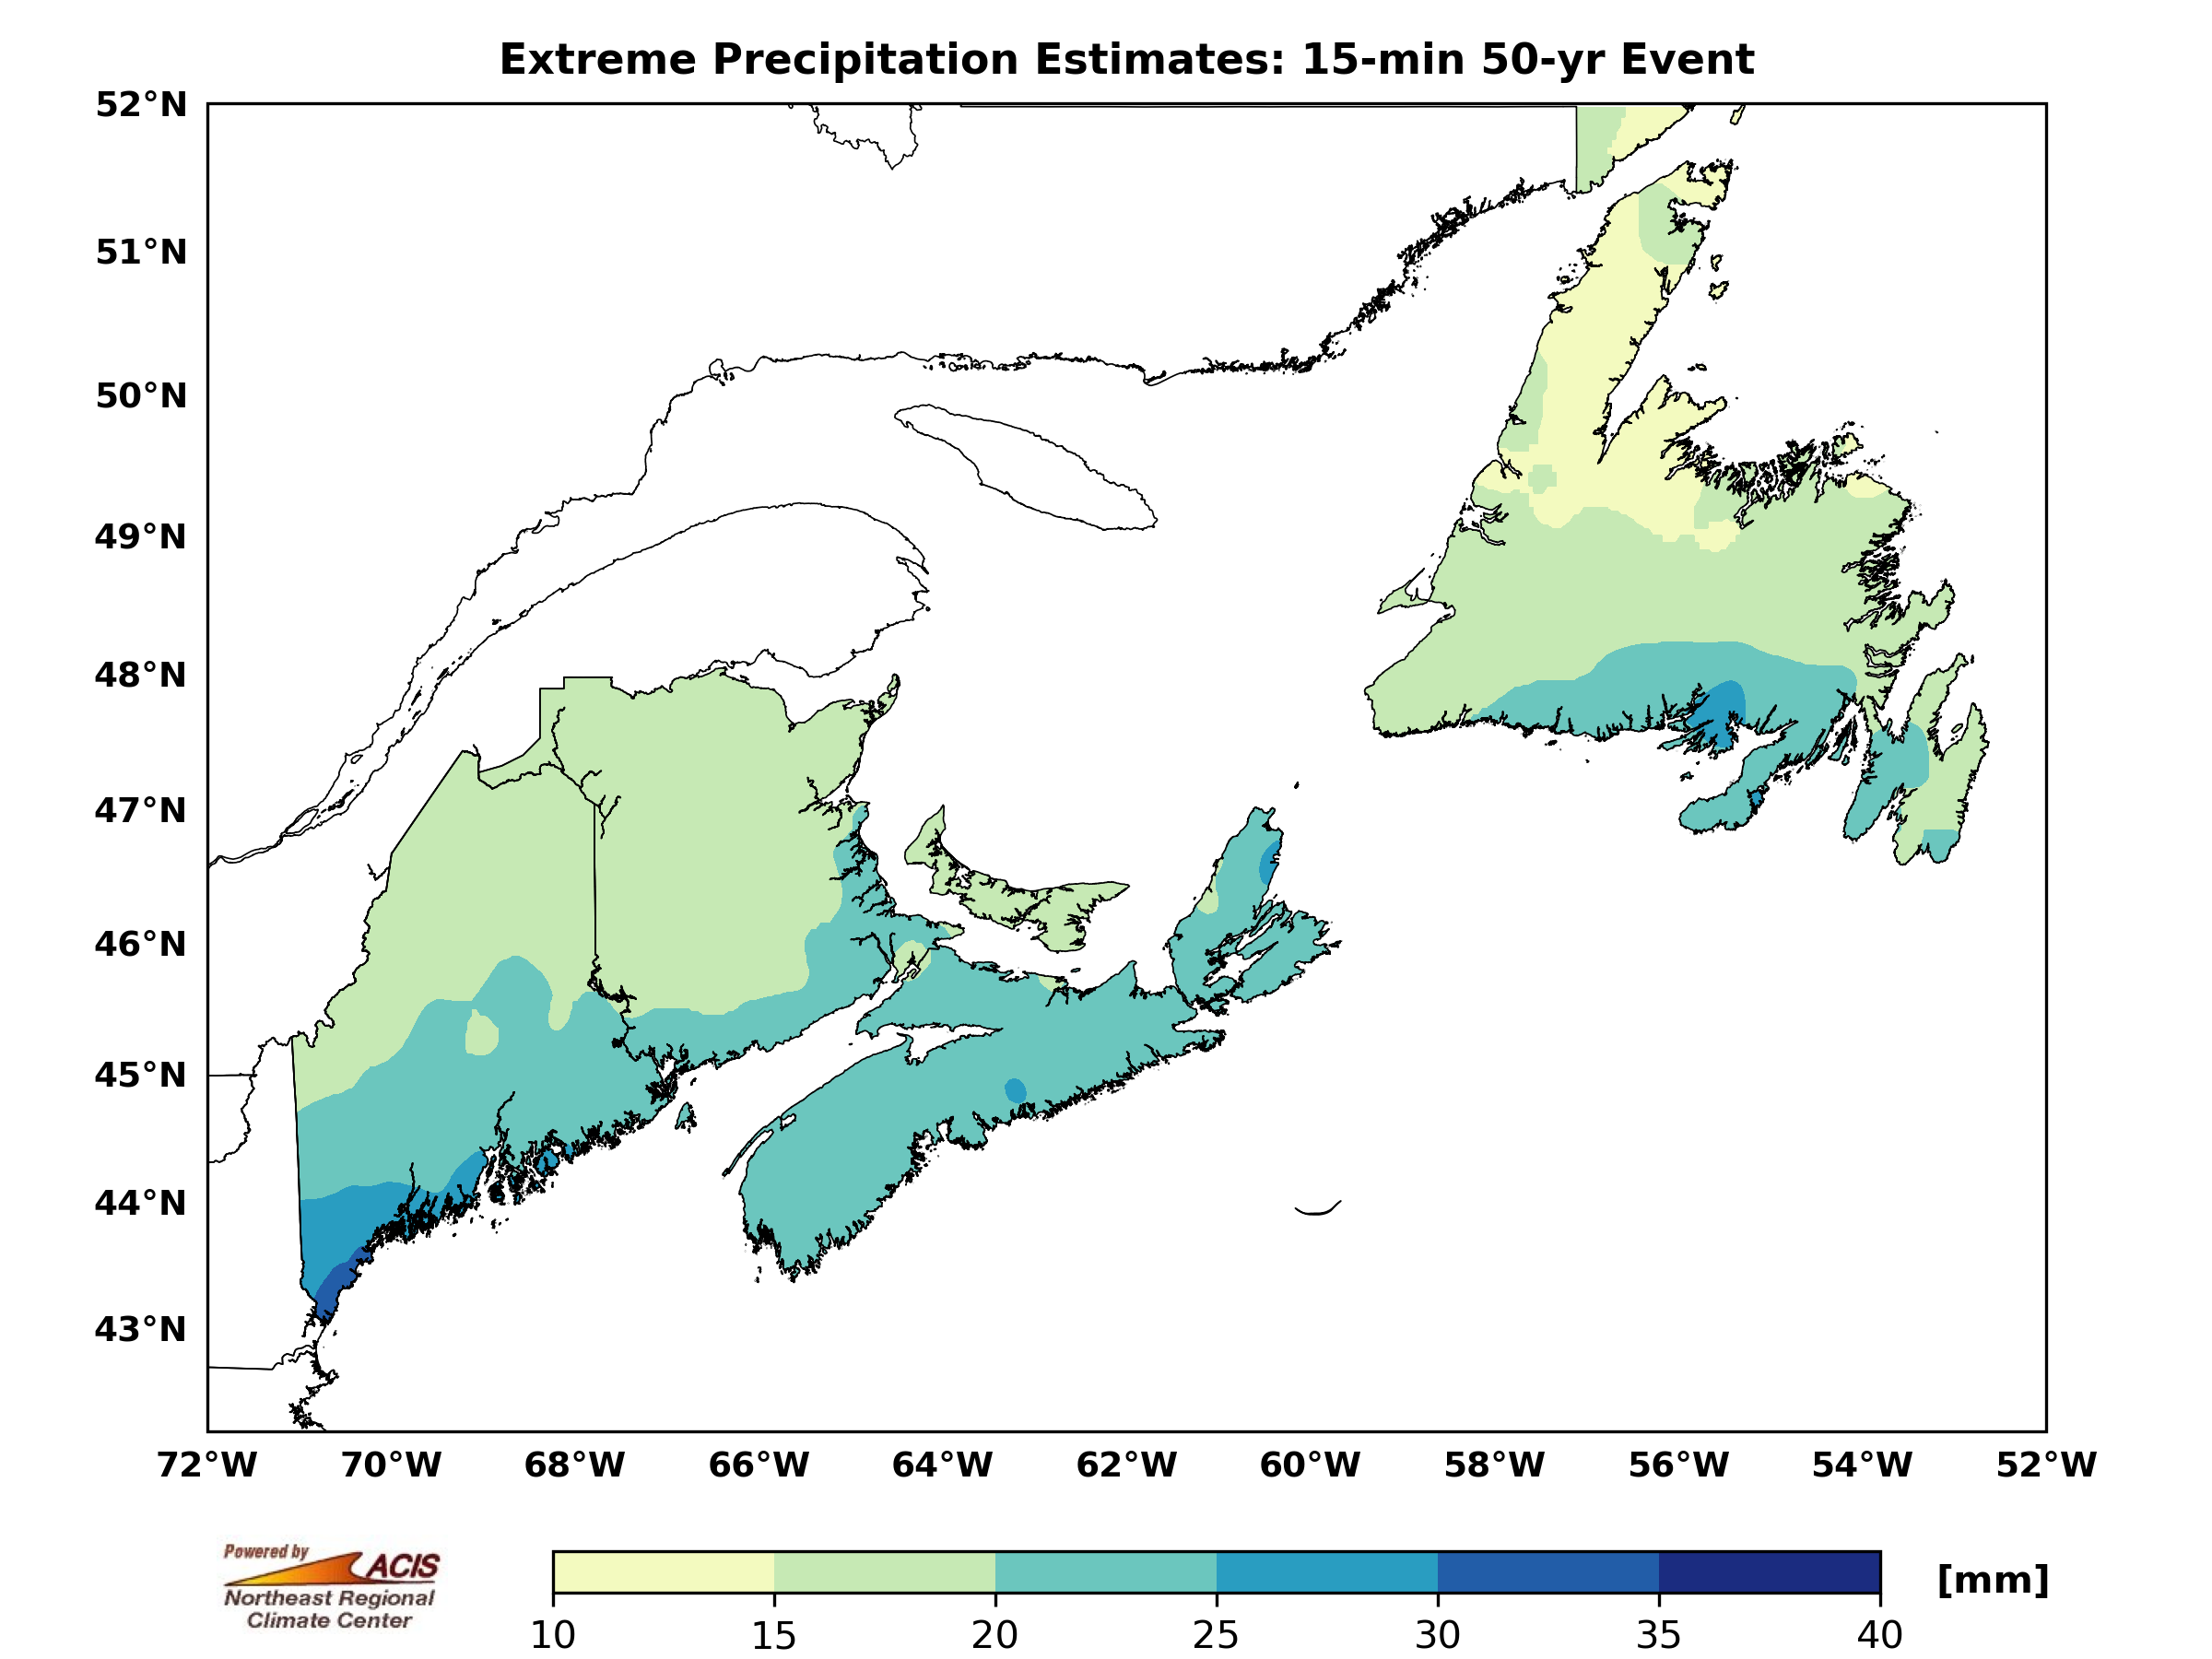 Extreme Precipitation Estimates: 15-min 50-yr Event
52°N
51°N
50°N
49°N
48°N
47°N
46°N
45°N
44°N
43°N
72°W 70°W 68°W 66°W 64°W 62°W 60°W 58°W 56°W 54°W 52°W
Powered by
ACIS
Northeast Regional
Climate Center
[mm]
10 15 20 25 30 35 40